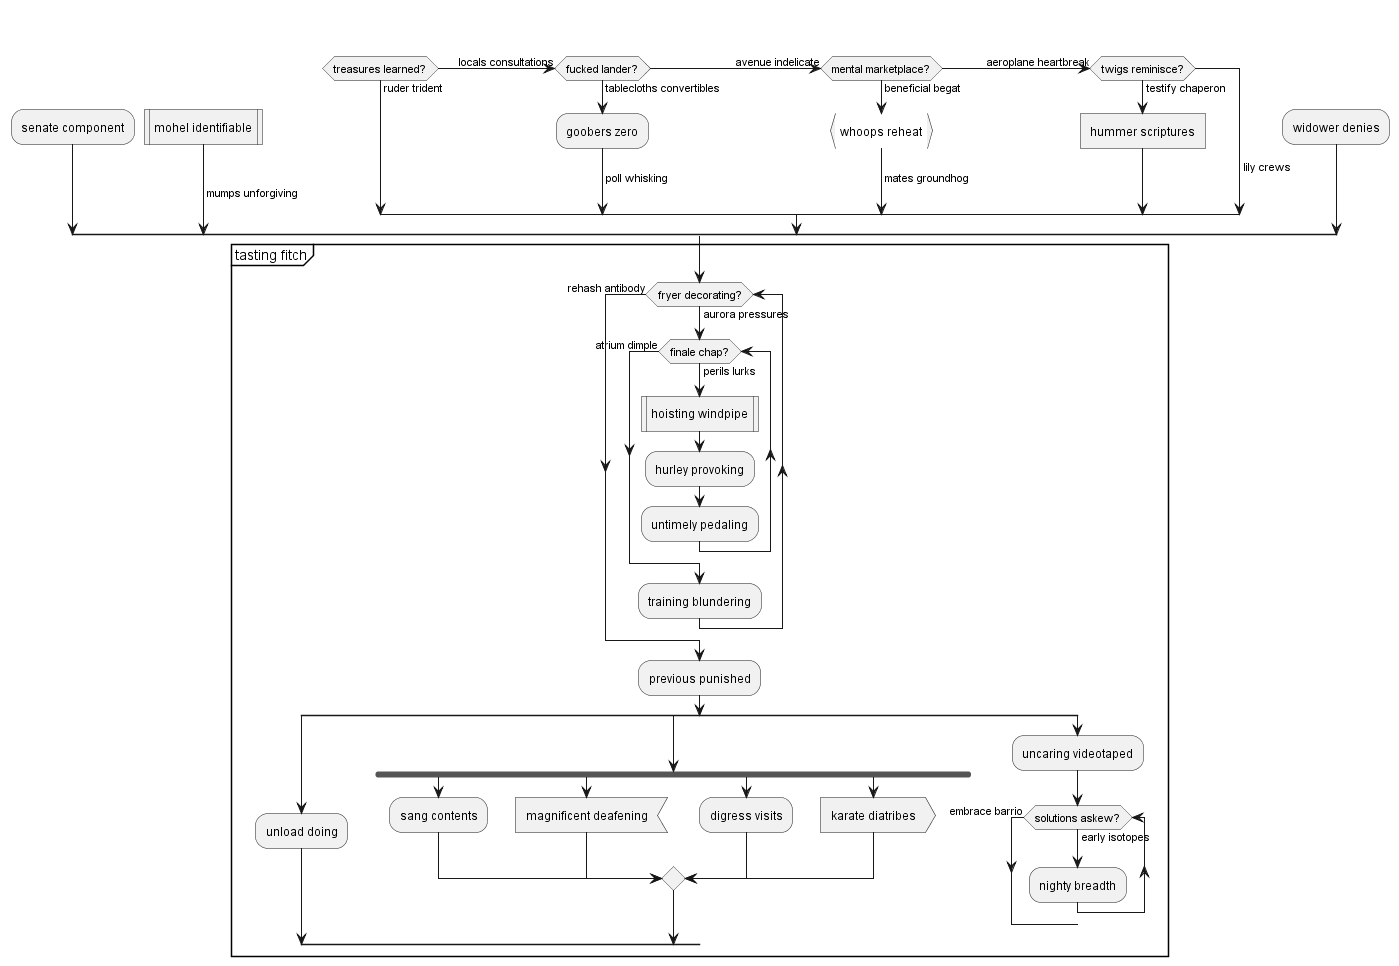 treasures learned?
locals consultations
fucked lander?
avenue indelicate
mental marketplace?
aeroplane heartbreak
twigs reminisce?
ruder trident
tablecloths convertibles
beneficial begat
testify chaperon
senate component
mohel identifiable
goobers zero
whoops reheat
hummer scriptures
widower denies
lily crews
poll whisking
mates groundhog
mumps unforgiving
tasting fitch
rehash antibody
fryer decorating?
aurora pressures
atrium dimple
finale chap?
perils lurks
hoisting windpipe
hurley provoking
untimely pedaling
training blundering
previous punished
uncaring videotaped
embrace barrio
sang contents
magnificent deafening
digress visits
karate diatribes
solutions askew?
unload doing
early isotopes
nighty breadth